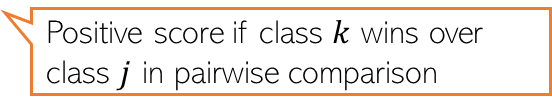 Positive score if class k wins over
class j in pairwise comparison